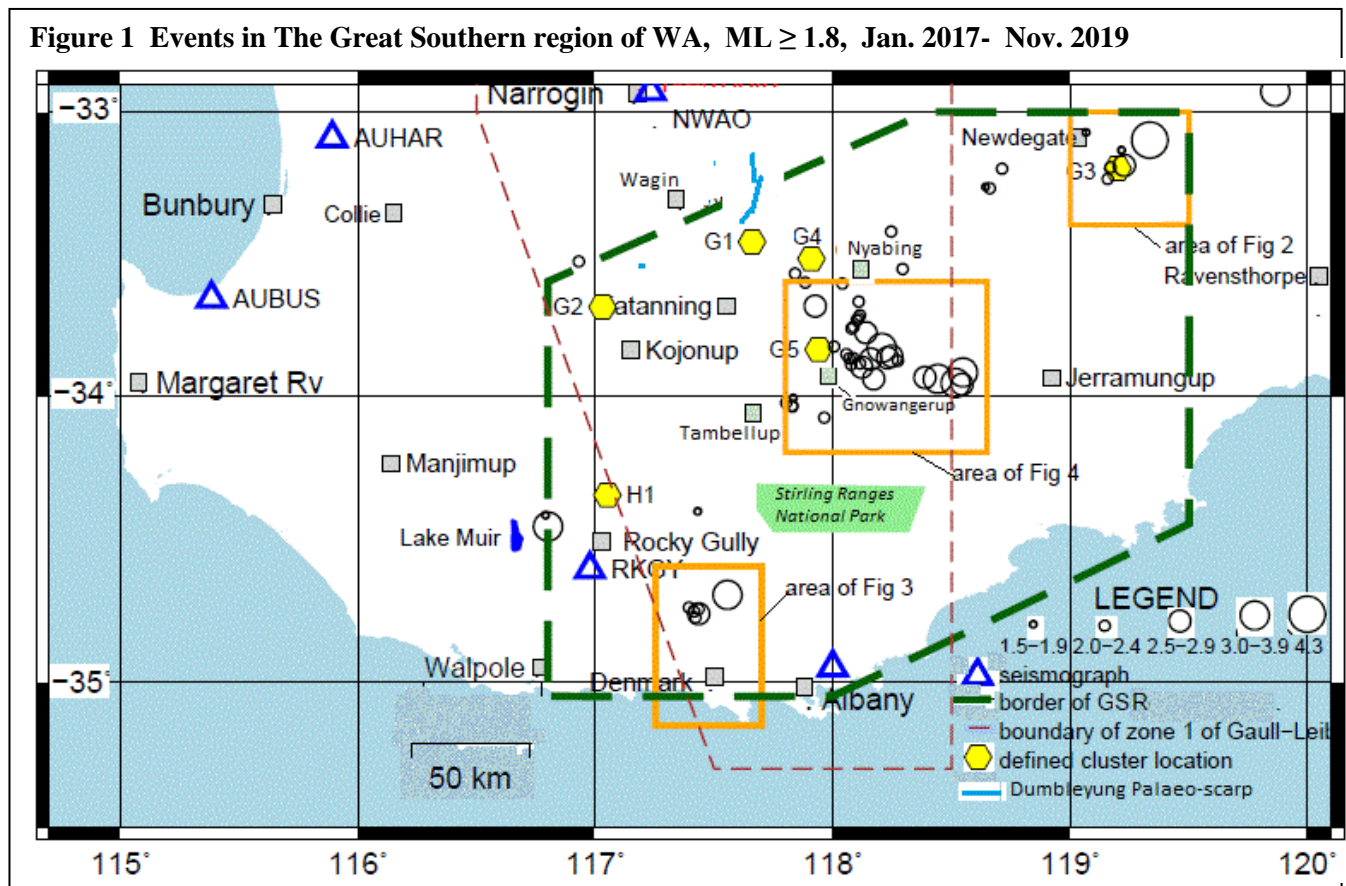 Figure 1 Events in The Great Southern region of WA, ML ≥ 1.8, Jan. 2017- Nov. 2019
Narrogin
−33°
NWAO
AUHAR
Newdegate
G3
Wagin
Bunbury
Collie
G1
G4
Nyabing
area of Fig 2
Ravensthorpe
AUBUS
G2
atanning
Kojonup
G5
−34°
Margaret Rv
Jerramungup
Gnowangerup
Tambellup
Manjimup
area of Fig 4
H1
Stirling Ranges
National Park
Lake Muir
Rocky Gully
RKGY
area of Fig 3
LEGEND
1.5−1.9 2.0−2.4 2.5−2.9 3.0−3.9 4.3
−35°
Walpole
Denmark
Albany
seismograph
border of GSR
boundary of zone 1 of Gaull−Leib
defined cluster location
Dumbleyung Palaeo-scarp
50 km
115° 116° 117° 118° 119° 120°